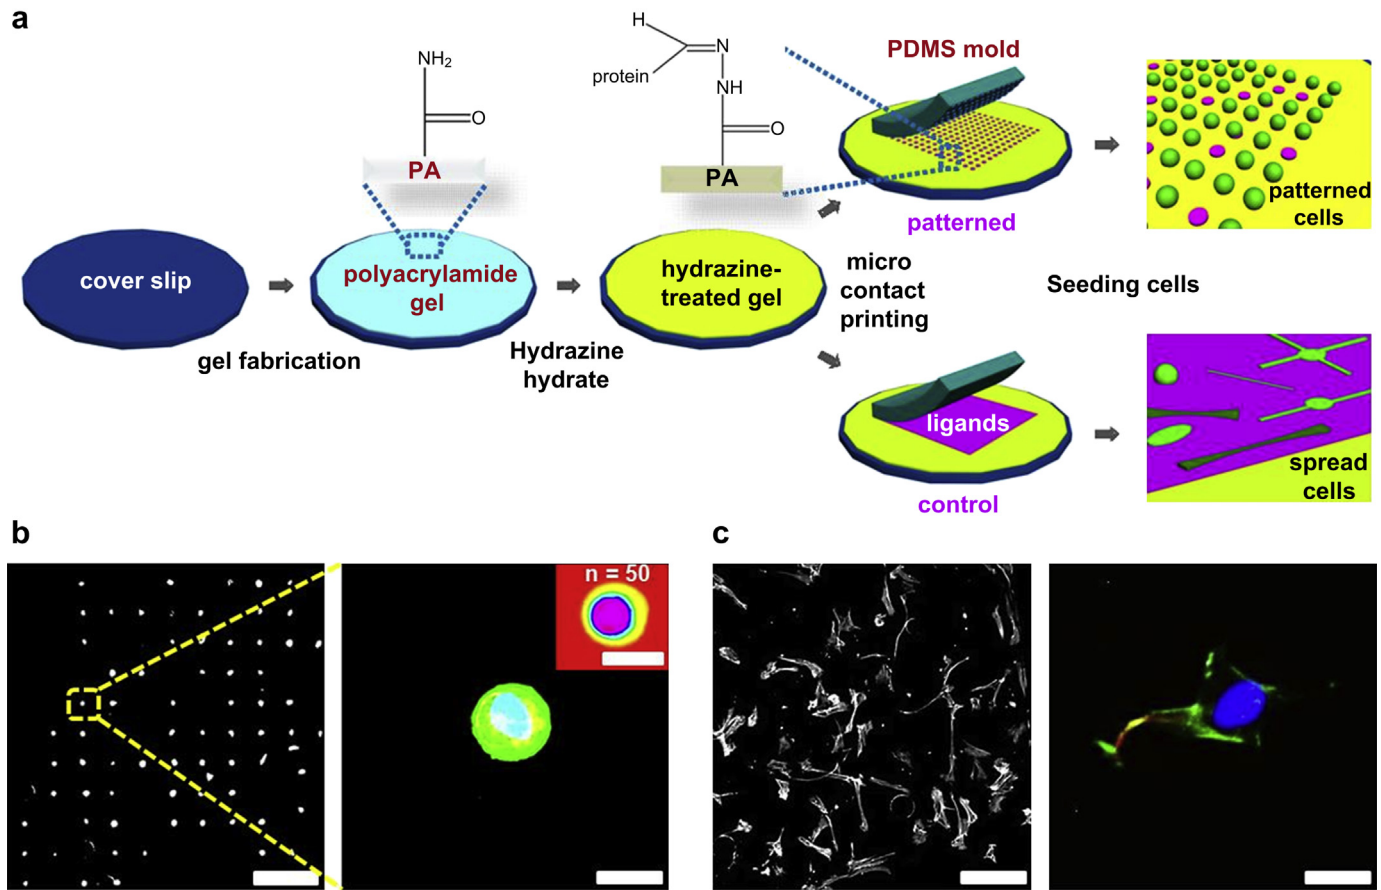 a
NH₂
O
PA
H
N
protein
NH
O
PA
PDMS mold
patterned
patterned
cells
cover slip
polyacrylamide
gel
hydrazine-
treated gel
gel fabrication
Hydrazine
hydrate
micro
contact
printing
Seeding cells
ligands
control
spread
cells
b
n = 50
c